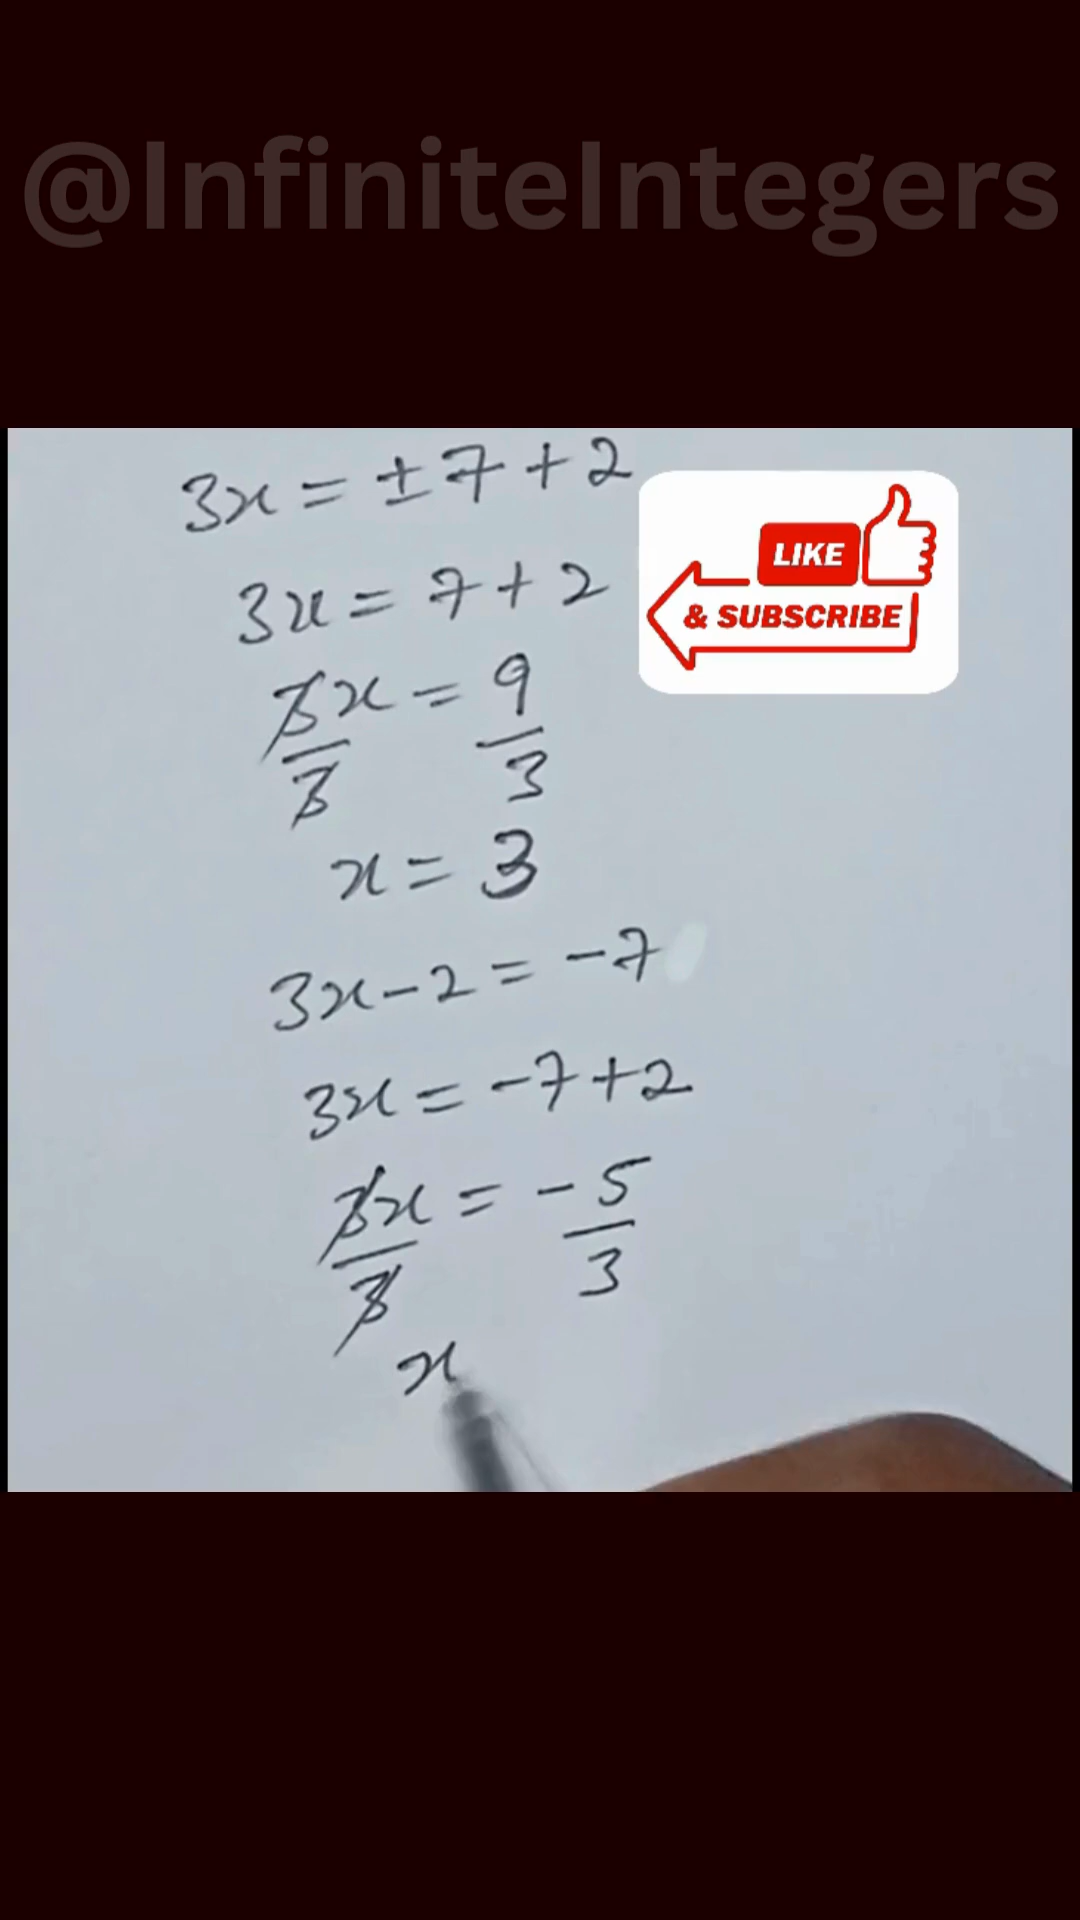 @InfiniteIntegers
3x = ±7 + 2
LIKE
& SUBSCRIBE
3x = 7 + 2
3x/3 = 9/3
x = 3
3x - 2 = -7
3x = -7 + 2
3x/3 = -5/3
x